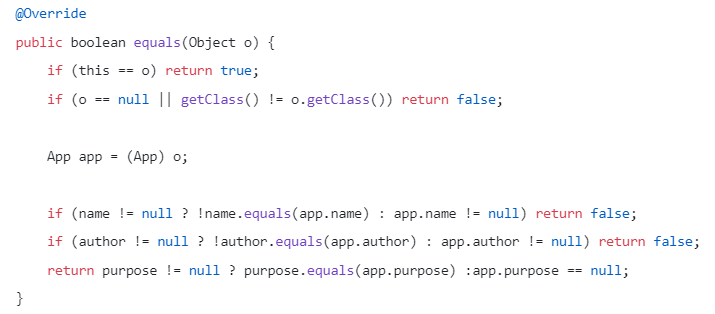 @Override
public boolean equals(Object o) {
    if (this == o) return true;
    if (o == null || getClass() != o.getClass()) return false;

    App app = (App) o;

    if (name != null ? !name.equals(app.name) : app.name != null) return false;
    if (author != null ? !author.equals(app.author) : app.author != null) return false;
    return purpose != null ? purpose.equals(app.purpose) :app.purpose == null;
}